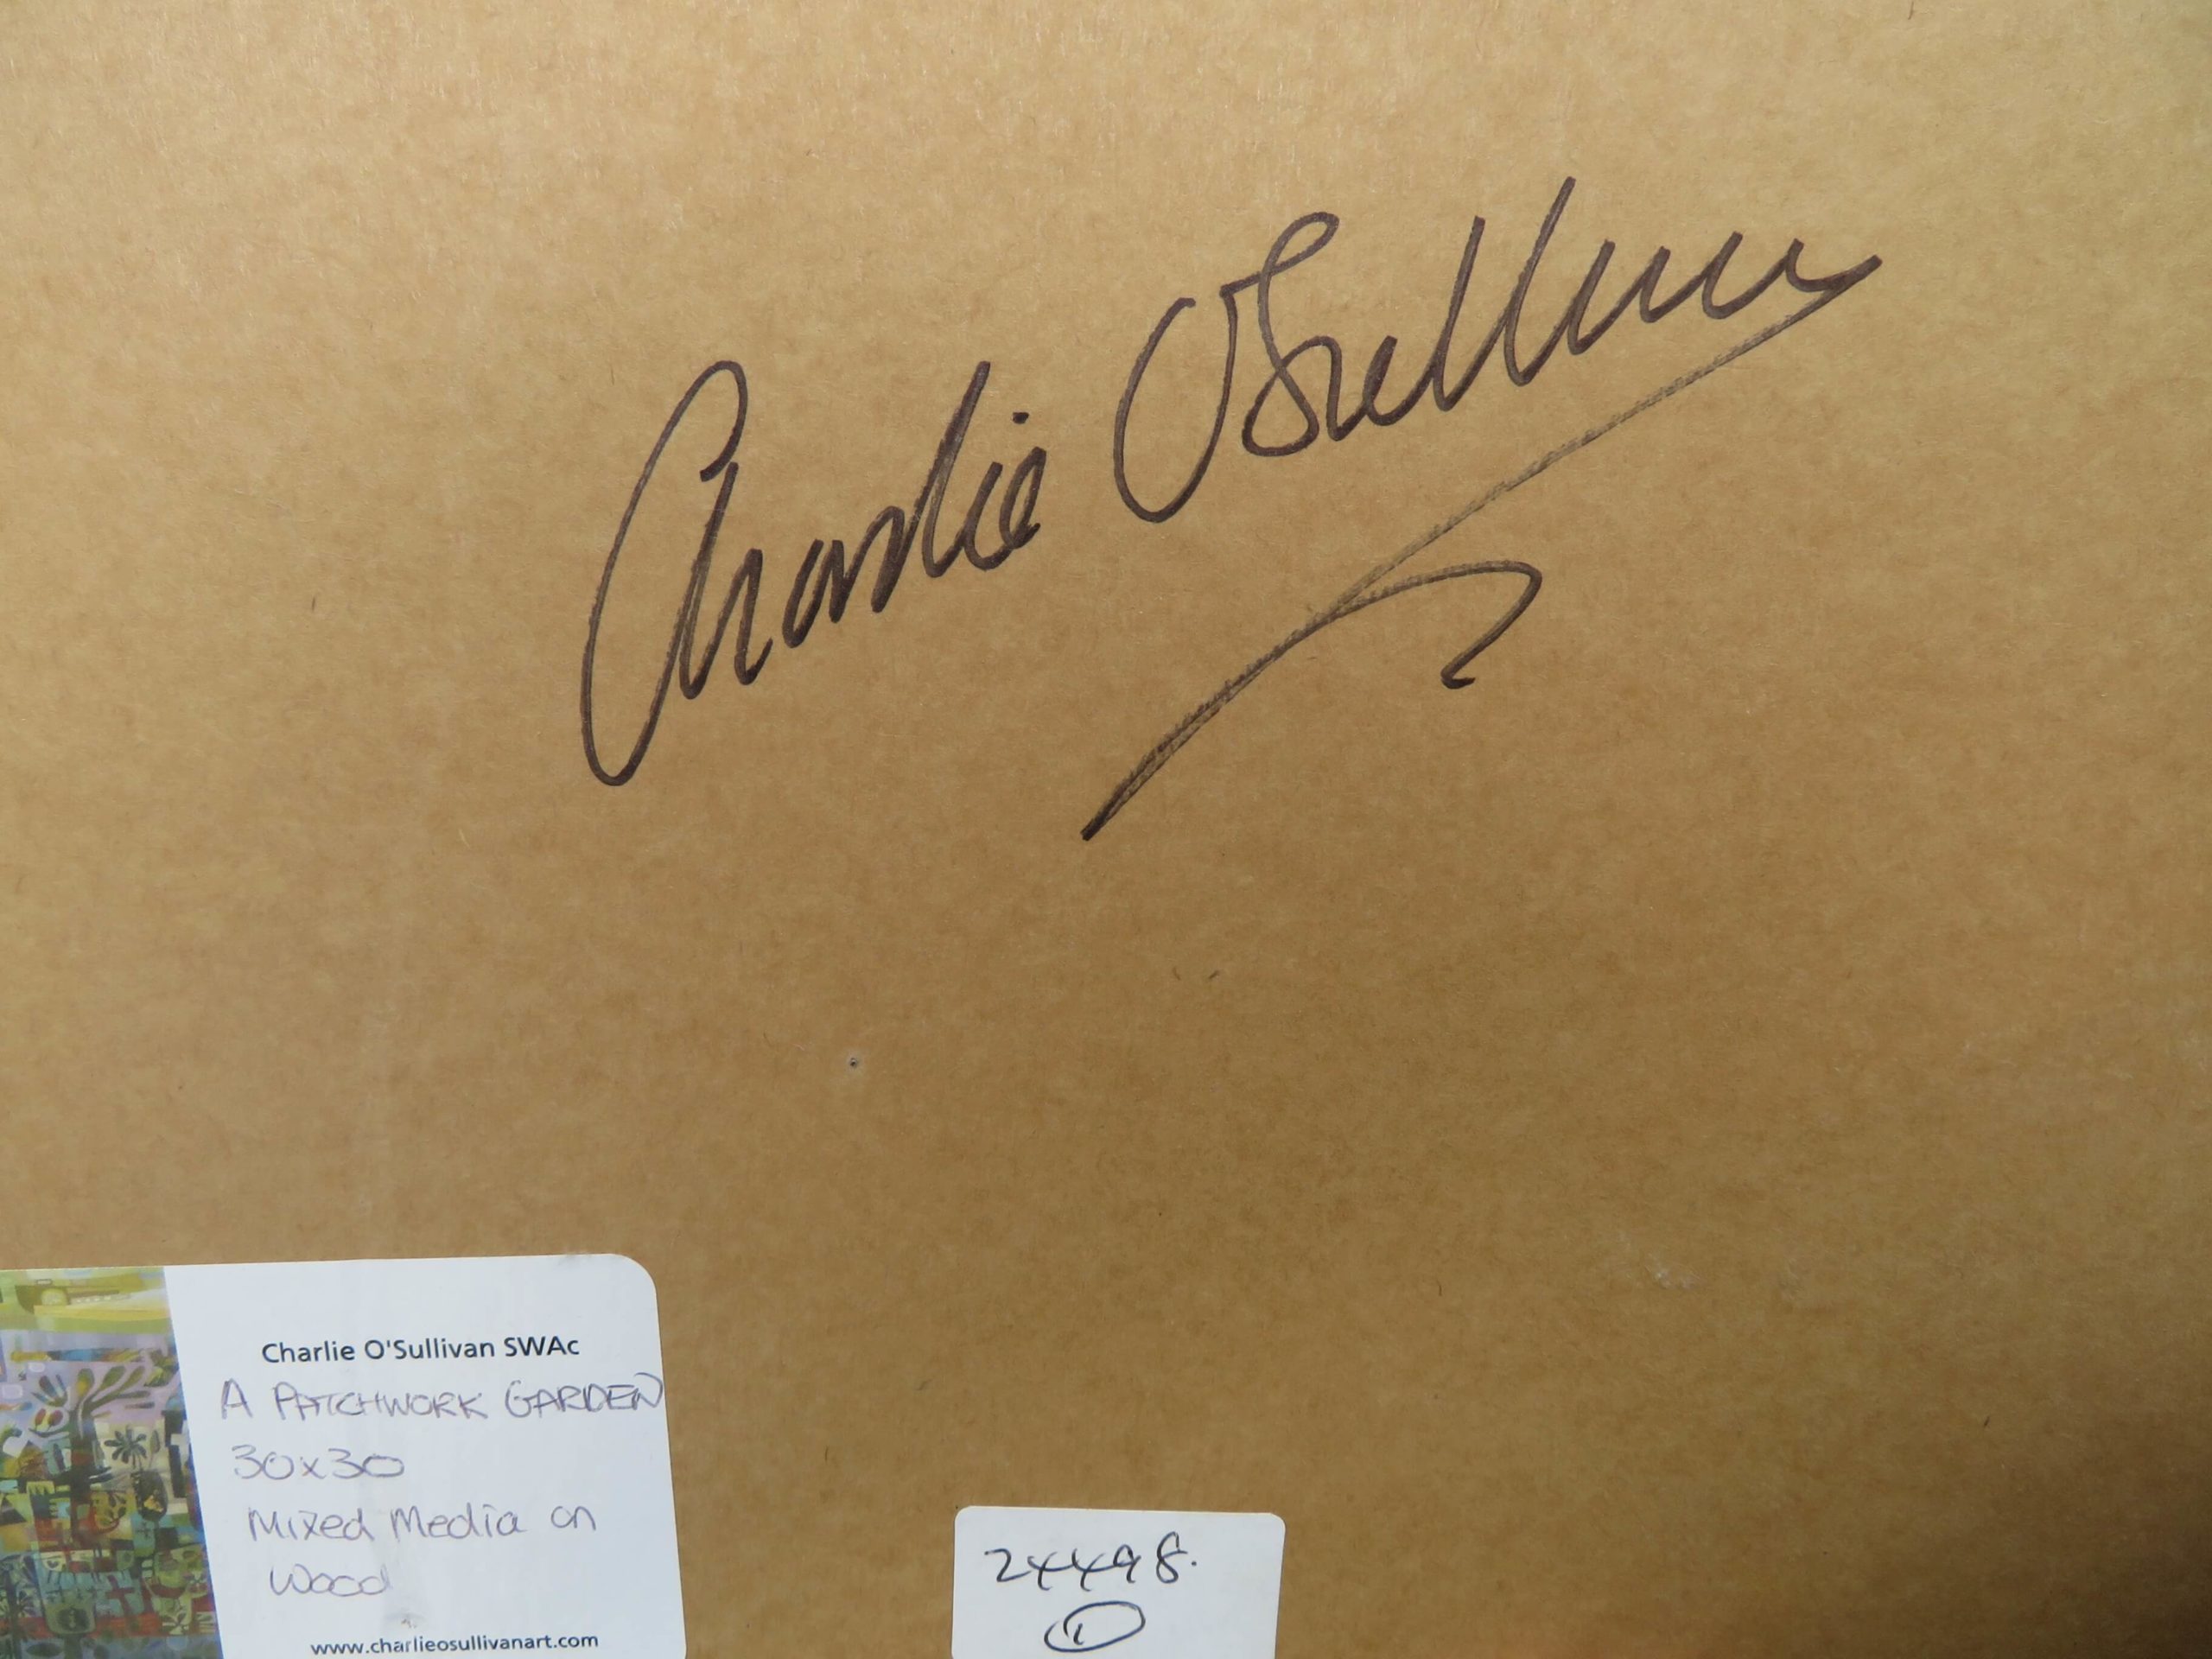 Charlie O'Sullivan
Charlie O'Sullivan SWAc
A PATCHWORK GARDEN
30x30
Mixed Media on
Wood
www.charlieosullivanart.com
24498.
1